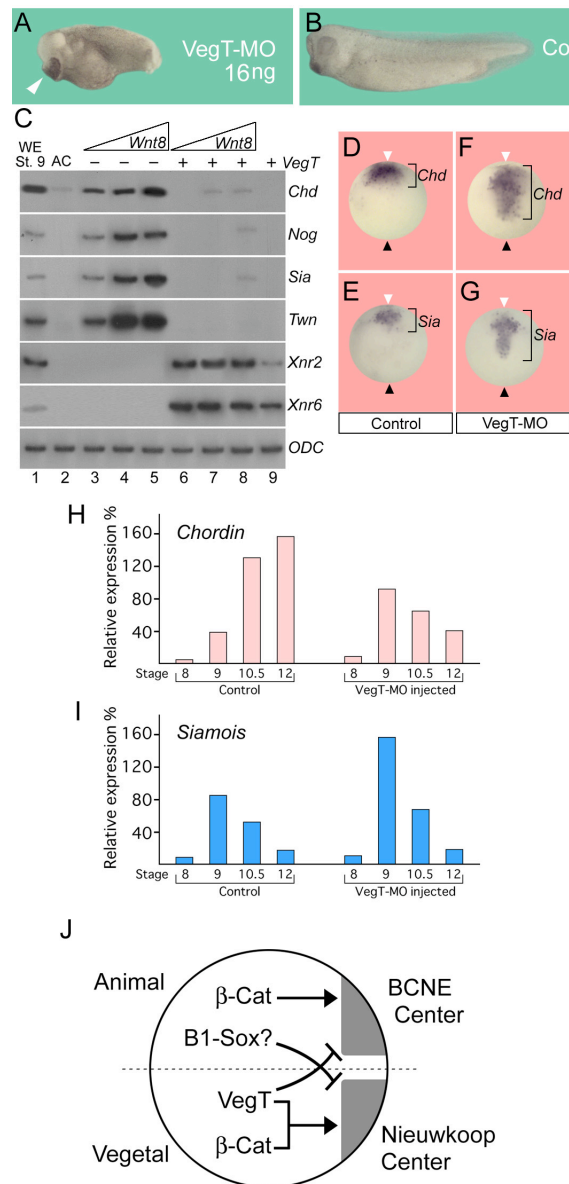 A
VegT-MO
16ng
B
Co
C
WE
St. 9 AC
Wnt8
Wnt8
– – – + + + + VegT
Chd
Nog
Sia
Twn
Xnr2
Xnr6
ODC
1 2 3 4 5 6 7 8 9
D
Chd
F
Chd
E
Sia
G
Sia
Control
VegT-MO
H
Chordin
Relative expression %
160
120
80
40
Stage 8 9 10.5 12 8 9 10.5 12
Control
VegT-MO injected
I
Siamois
Relative expression %
160
120
80
40
Stage 8 9 10.5 12 8 9 10.5 12
Control
VegT-MO injected
J
Animal
β-Cat
BCNE
Center
B1-Sox?
VegT
β-Cat
Vegetal
Nieuwkoop
Center